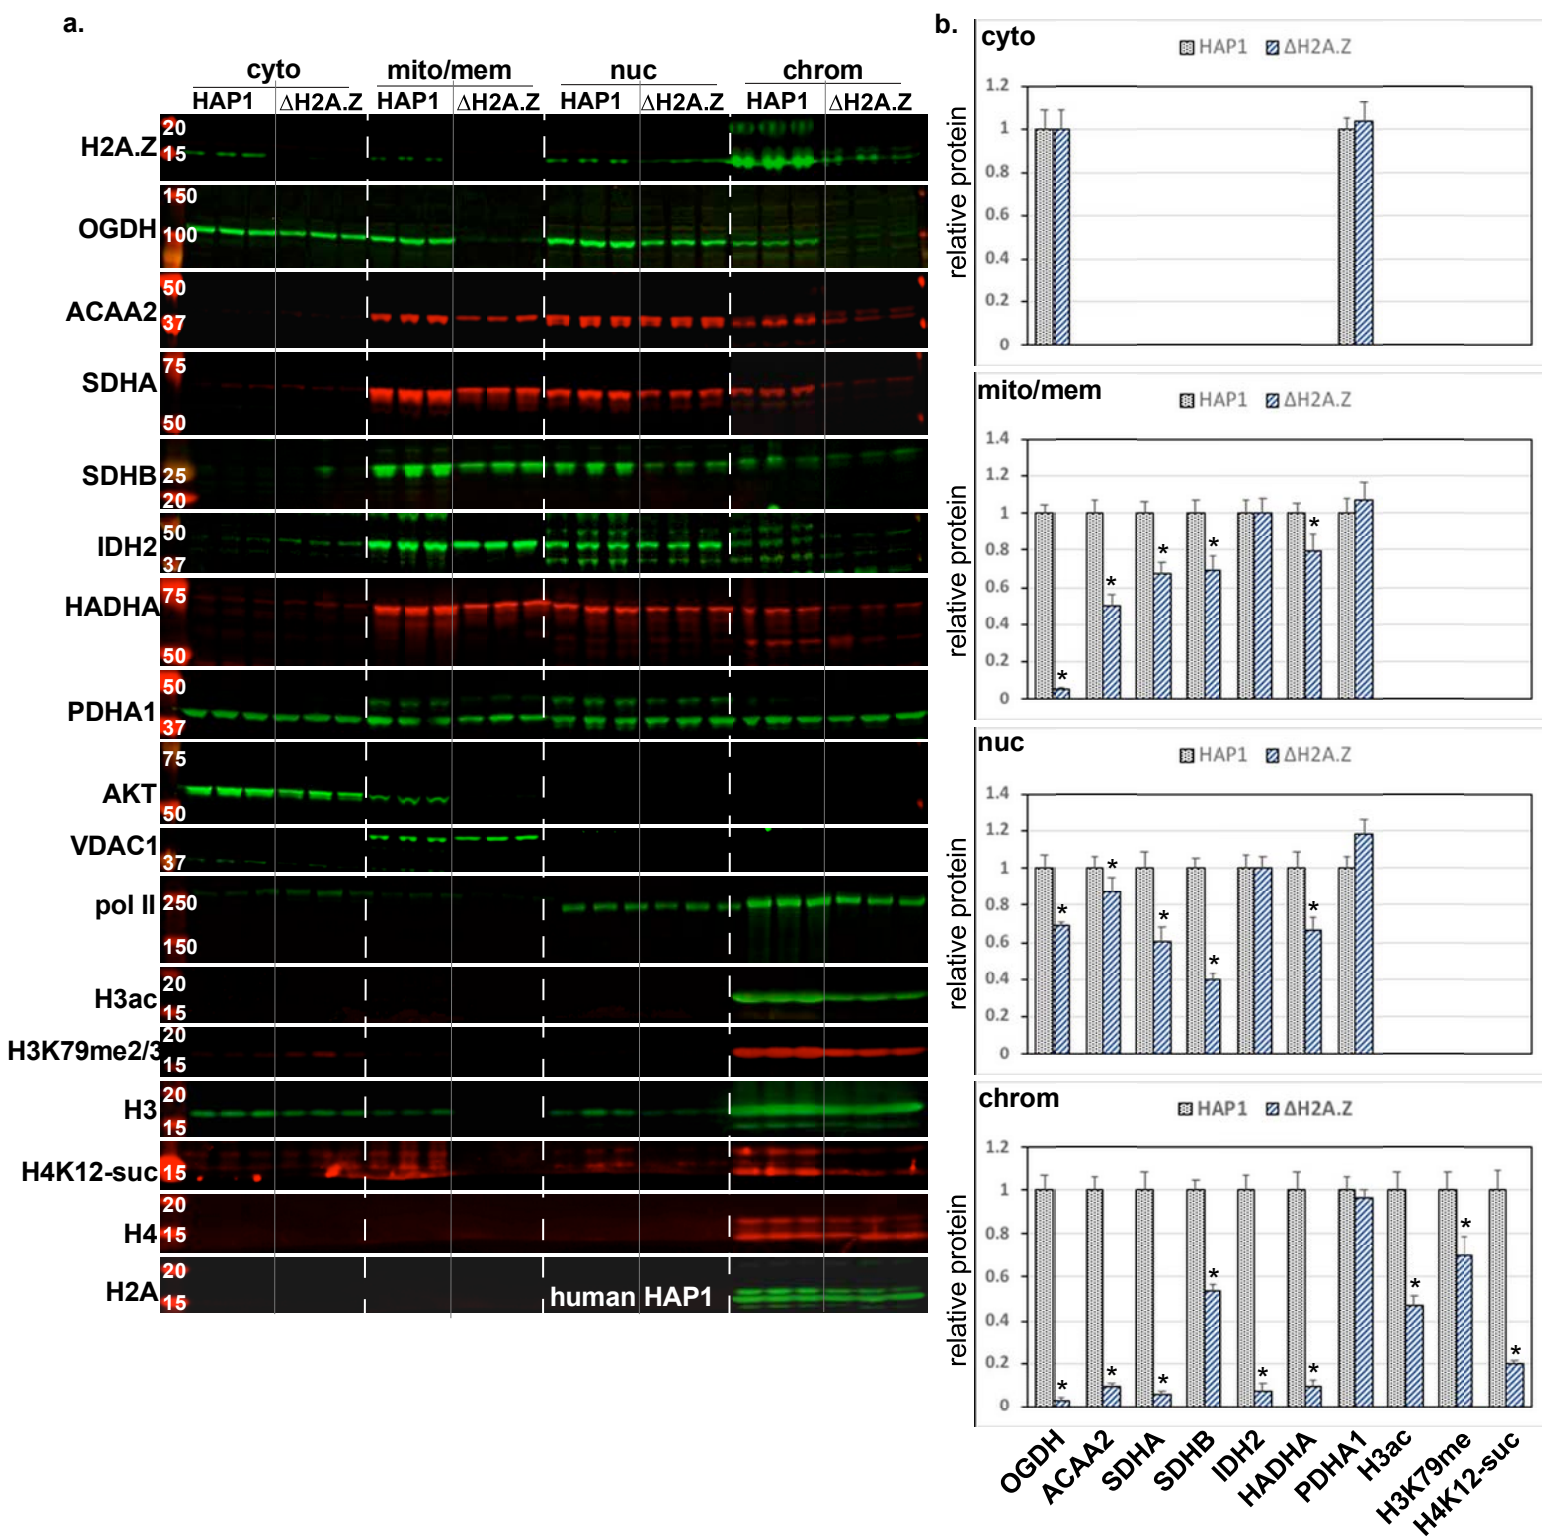 a.
cyto mito/mem nuc chrom
HAP1 ΔH2A.Z HAP1 ΔH2A.Z HAP1 ΔH2A.Z HAP1 ΔH2A.Z
H2A.Z 20 15
OGDH 150 100
ACAA2 50 37
SDHA 75 50
SDHB 25 20
IDH2 50 37
HADHA 75 50
PDHA1 50 37
AKT 75 50
VDAC1 37
pol II 250 150
H3ac 20 15
H3K79me2/3 20 15
H3 20 15
H4K12-suc 15
H4 20 15
H2A 20 15
human HAP1
b.
cyto
HAP1 ΔH2A.Z
relative protein
1.2
1
0.8
0.6
0.4
0.2
0
mito/mem
HAP1 ΔH2A.Z
relative protein
1.4
1.2
1
0.8
0.6
0.4
0.2
0
* * * * *
nuc
HAP1 ΔH2A.Z
relative protein
1.4
1.2
1
0.8
0.6
0.4
0.2
0
* * * * *
chrom
HAP1 ΔH2A.Z
relative protein
1.2
1
0.8
0.6
0.4
0.2
0
* * * * * * * * *
OGDH ACAA2 SDHA SDHB IDH2 HADHA PDHA1 H3ac H3K79me H4K12-suc